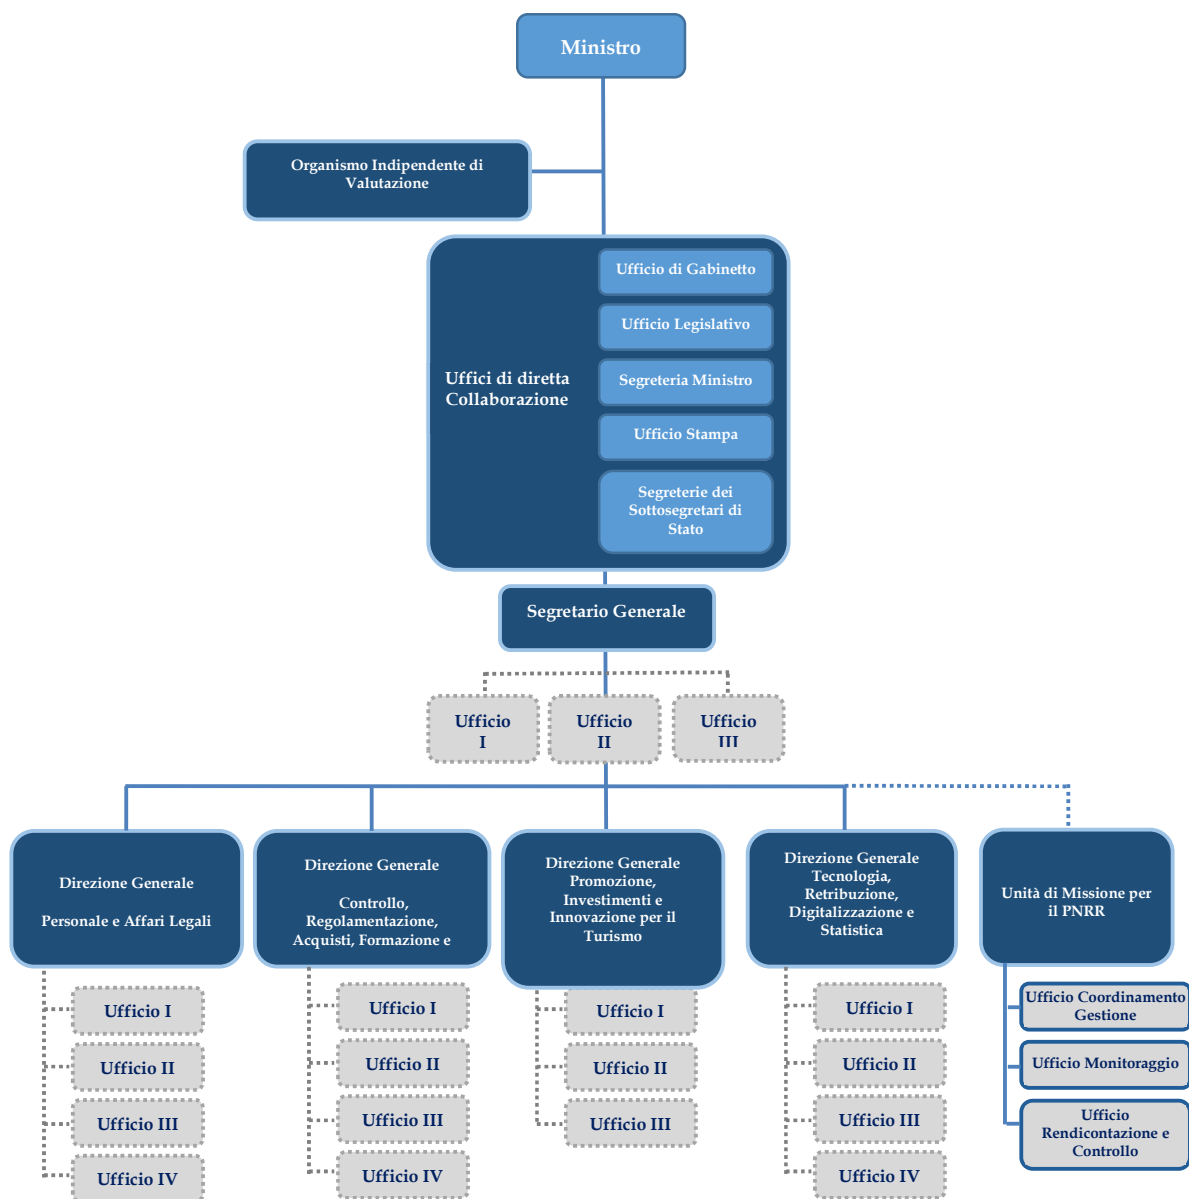 Ministro
Organismo Indipendente di
Valutazione
Uffici di diretta
Collaborazione
Ufficio di Gabinetto
Ufficio Legislativo
Segreteria Ministro
Ufficio Stampa
Segreterie dei
Sottosegretari di
Stato
Segretario Generale
Ufficio
I
Ufficio
II
Ufficio
III
Direzione Generale
Personale e Affari Legali
Ufficio I
Ufficio II
Ufficio III
Ufficio IV
Direzione Generale
Controllo,
Regolamentazione,
Acquisti, Formazione e
Ufficio I
Ufficio II
Ufficio III
Ufficio IV
Direzione Generale
Promozione,
Investimenti e
Innovazione per il
Turismo
Ufficio I
Ufficio II
Ufficio III
Direzione Generale
Tecnologia,
Retribuzione,
Digitalizzazione e
Statistica
Ufficio I
Ufficio II
Ufficio III
Ufficio IV
Unità di Missione per
il PNRR
Ufficio Coordinamento
Gestione
Ufficio Monitoraggio
Ufficio
Rendicontazione e
Controllo